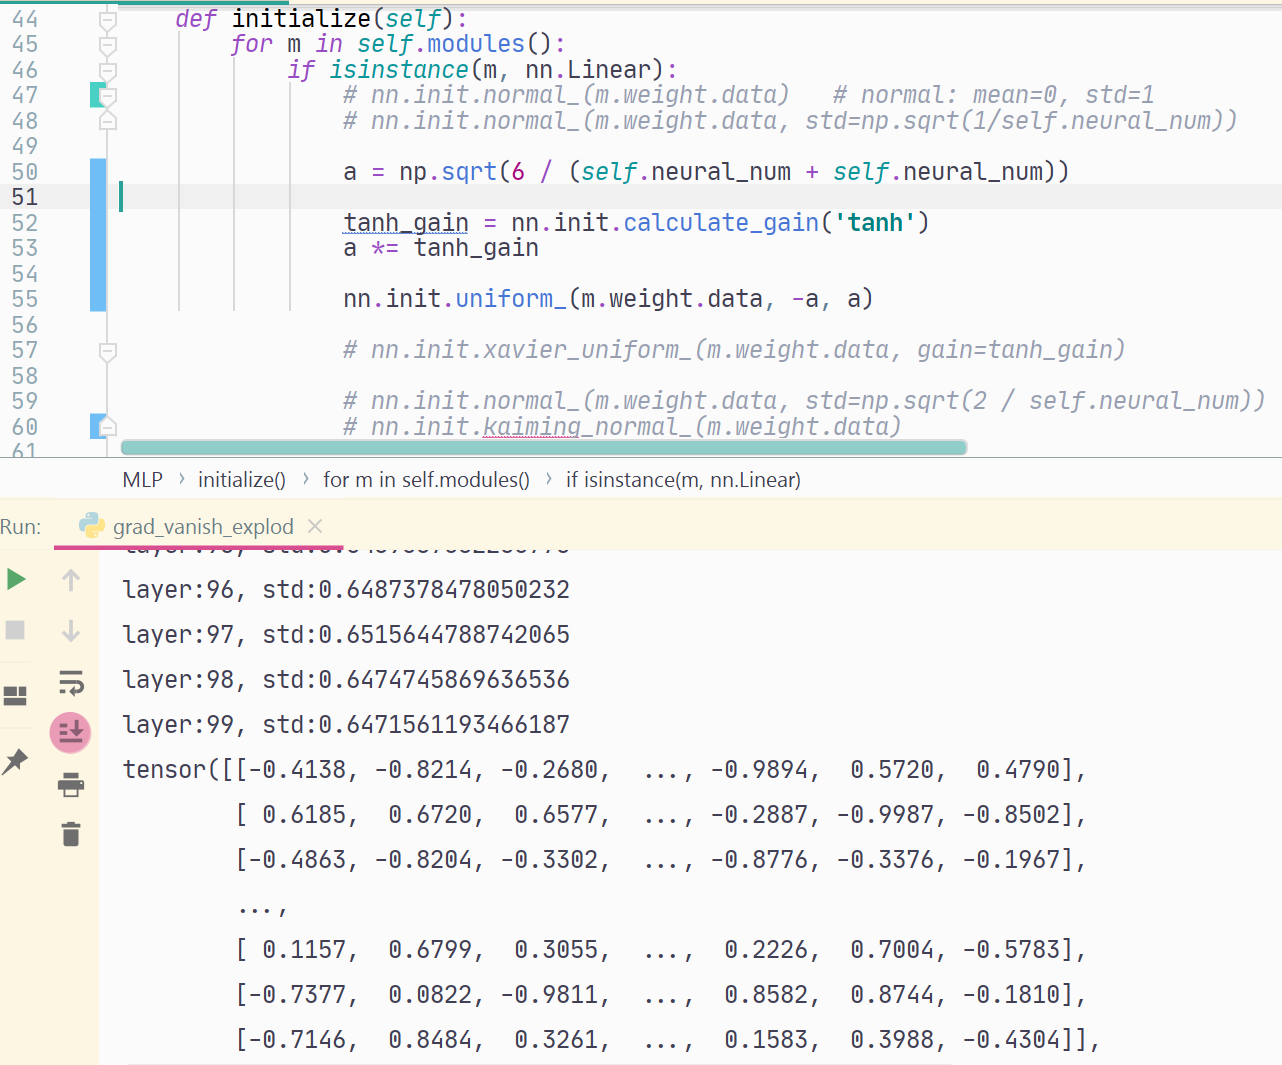 44 def initialize(self):
45 for m in self.modules():
46 if isinstance(m, nn.Linear):
47 # nn.init.normal_(m.weight.data)   # normal: mean=0, std=1
48 # nn.init.normal_(m.weight.data, std=np.sqrt(1/self.neural_num))
49
50 a = np.sqrt(6 / (self.neural_num + self.neural_num))
51
52 tanh_gain = nn.init.calculate_gain('tanh')
53 a *= tanh_gain
54
55 nn.init.uniform_(m.weight.data, -a, a)
56
57 # nn.init.xavier_uniform_(m.weight.data, gain=tanh_gain)
58
59 # nn.init.normal_(m.weight.data, std=np.sqrt(2 / self.neural_num))
60 # nn.init.kaiming_normal_(m.weight.data)
61
MLP › initialize() › for m in self.modules() › if isinstance(m, nn.Linear)
Run: grad_vanish_explod ×
layer:96, std:0.64873784780502​32
layer:97, std:0.6515644788742065
layer:98, std:0.6474745869636536
layer:99, std:0.6471561193466187
tensor([[-0.4138, -0.8214, -0.2680,  ..., -0.9894,  0.5720,  0.4790],
[ 0.6185,  0.6720,  0.6577,  ..., -0.2887, -0.9987, -0.8502],
[-0.4863, -0.8204, -0.3302,  ..., -0.8776, -0.3376, -0.1967],
...,
[ 0.1157,  0.6799,  0.3055,  ...,  0.2226,  0.7004, -0.5783],
[-0.7377,  0.0822, -0.9811,  ...,  0.8582,  0.8744, -0.1810],
[-0.7146,  0.8484,  0.3261,  ...,  0.1583,  0.3988, -0.4304]],